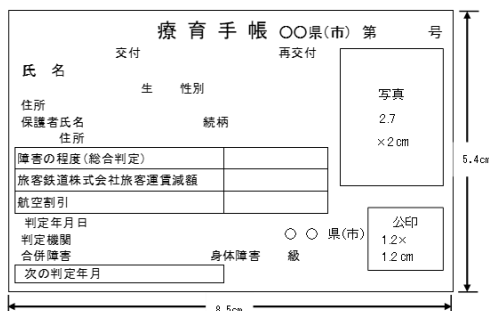 療育手帳 〇〇県(市) 第 号
交付 再交付
氏 名
生 性別
写真
2.7
×2cm
住所
保護者氏名 続柄
住所
障害の程度(総合判定)
旅客鉄道株式会社旅客運賃減額
航空割引
判定年月日
判定機関 〇 〇 県(市)
公印
1.2×
1.2cm
合併障害 身体障害 級
次の判定年月
5.4cm
8.5cm